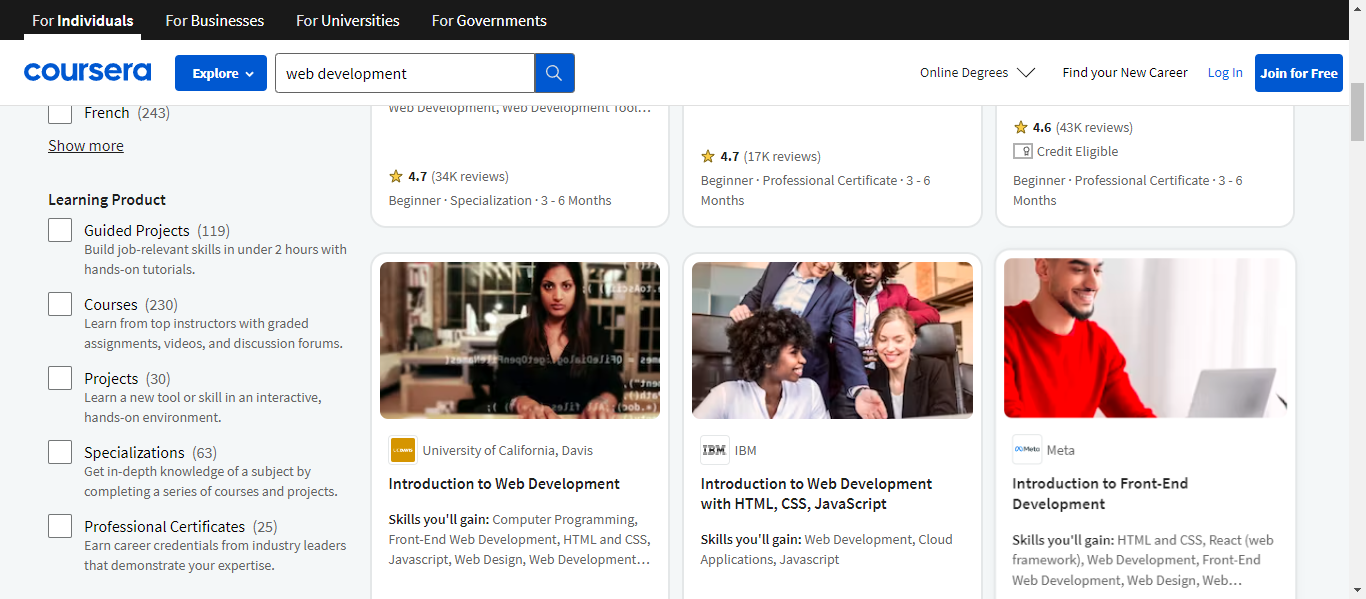 For Individuals
For Businesses
For Universities
For Governments
coursera
Explore
web development
Online Degrees
Find your New Career
Log In
Join for Free
French (243)
Show more
Learning Product
Guided Projects (119)
Build job-relevant skills in under 2 hours with
hands-on tutorials.
Courses (230)
Learn from top instructors with graded
assignments, videos, and discussion forums.
Projects (30)
Learn a new tool or skill in an interactive,
hands-on environment.
Specializations (63)
Get in-depth knowledge of a subject by
completing a series of courses and projects.
Professional Certificates (25)
Earn career credentials from industry leaders
that demonstrate your expertise.
Web Development, Web Development Tool...
4.7 (34K reviews)
Beginner · Specialization · 3 - 6 Months
4.7 (17K reviews)
Beginner · Professional Certificate · 3 - 6
Months
4.6 (43K reviews)
Credit Eligible
Beginner · Professional Certificate · 3 - 6
Months
University of California, Davis
Introduction to Web Development
Skills you'll gain: Computer Programming,
Front-End Web Development, HTML and CSS,
Javascript, Web Design, Web Development...
IBM
IBM
Introduction to Web Development
with HTML, CSS, JavaScript
Skills you'll gain: Web Development, Cloud
Applications, Javascript
Meta
Meta
Introduction to Front-End
Development
Skills you'll gain: HTML and CSS, React (web
framework), Web Development, Front-End
Web Development, Web Design, Web...